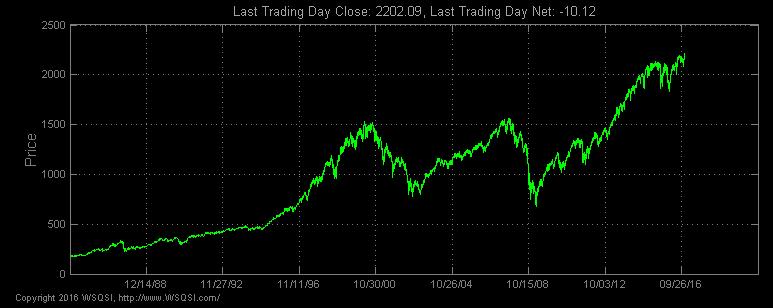 Last Trading Day Close: 2202.09, Last Trading Day Net: -10.12
2500
2000
1500
1000
500
0
Price
12/14/88 11/27/92 11/11/96 10/30/00 10/26/04 10/15/08 10/03/12 09/26/16
Copyright 2016 WSQSI, http://www.WSQSI.com/